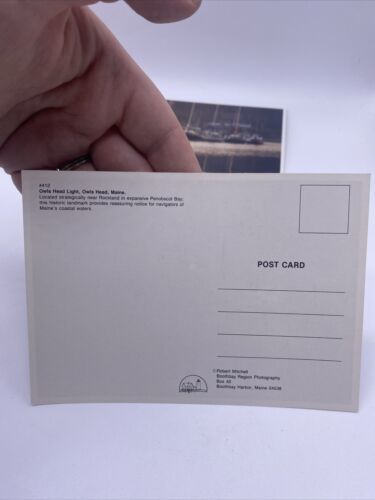 #412
Owls Head Light, Owls Head, Maine.
Located strategically near Rockland in expansive Penobscot Bay,
this historic landmark provides reassuring notice for navigators of
Maine's coastal waters.
POST CARD
©Robert Mitchell
Boothbay Region Photography
Box 45
Boothbay Harbor, Maine 04538